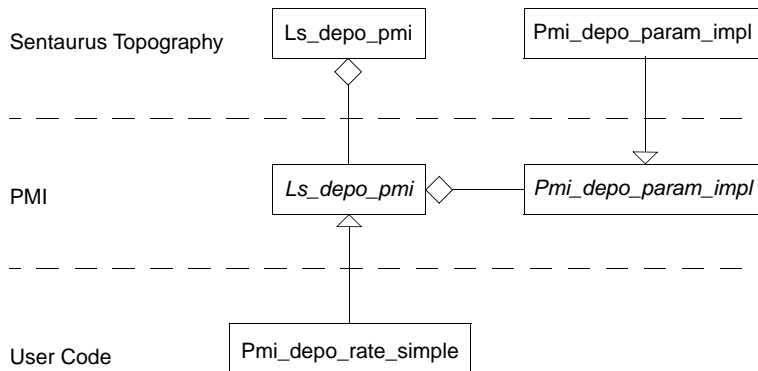 Sentaurus Topography
Ls_depo_pmi
Pmi_depo_param_impl
PMI
Ls_depo_pmi
Pmi_depo_param_impl
User Code
Pmi_depo_rate_simple